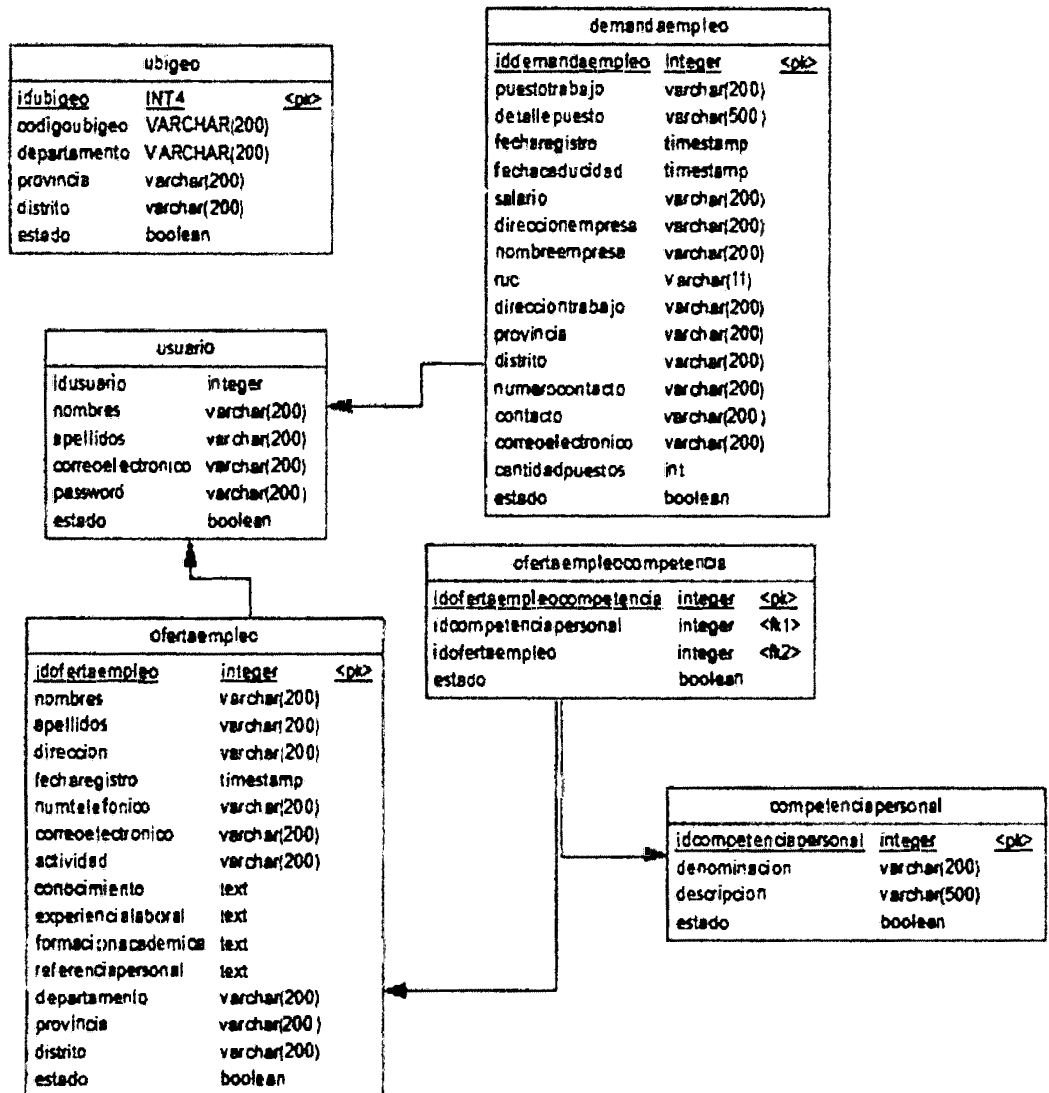 ubigeo
idubigeo INT4 <pk>
codigoubigeo VARCHAR(200)
departamento VARCHAR(200)
provincia varchar(200)
distrito varchar(200)
estado boolean
demandaempleo
iddemandaempleo Integer <pk>
puestotrabajo varchar(200)
detallepuesto varchar(500)
fecharegistro timestamp
fechacaducidad timestamp
salario varchar(200)
direccionempresa varchar(200)
nombreempresa varchar(200)
ruc varchar(11)
direcciontrabajo varchar(200)
provincia varchar(200)
distrito varchar(200)
numerocontacto varchar(200)
contacto varchar(200)
correoelectronico varchar(200)
cantidadpuestos int
estado boolean
usuario
idusuario integer
nombres varchar(200)
apellidos varchar(200)
correoelectronico varchar(200)
password varchar(200)
estado boolean
ofertaempleocompetencia
idofertaempleocompetencia integer <pk>
idcompetenciapersonal integer <fk1>
idofertaempleo integer <fk2>
estado boolean
ofertaempleo
idofertaempleo integer <pk>
nombres varchar(200)
apellidos varchar(200)
direccion varchar(200)
fecharegistro timestamp
numtelefonico varchar(200)
correoelectronico varchar(200)
actividad varchar(200)
conocimiento text
experiencialaboral text
formacionacademica text
referenciapersonal text
departamento varchar(200)
provincia varchar(200)
distrito varchar(200)
estado boolean
competenciapersonal
idcompetenciapersonal integer <pk>
denominacion varchar(200)
descripcion varchar(500)
estado boolean